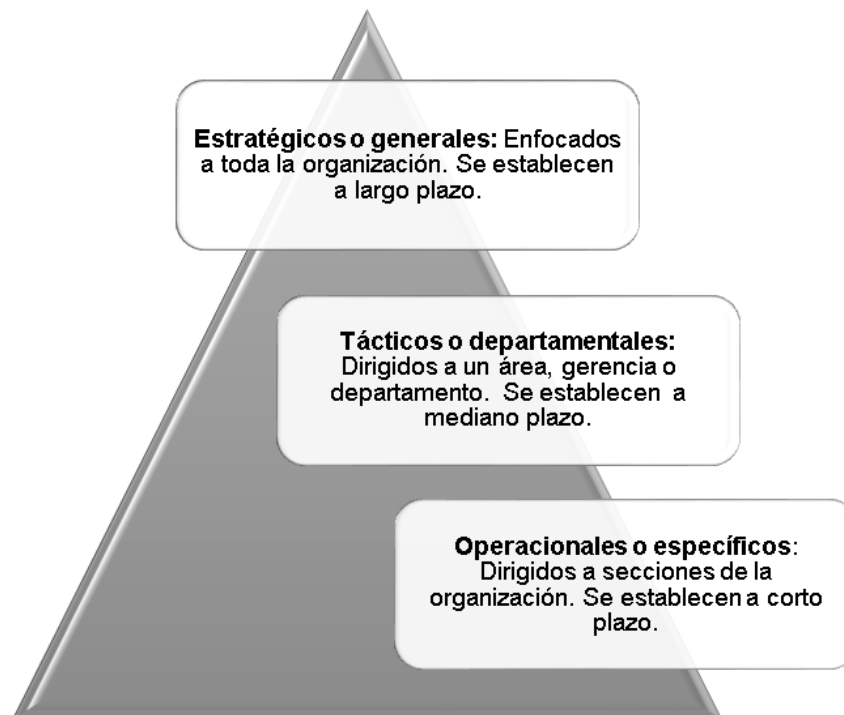 Estratégicos o generales: Enfocados
a toda la organización. Se establecen
a largo plazo.
Tácticos o departamentales:
Dirigidos a un área, gerencia o
departamento.  Se establecen  a
mediano plazo.
Operacionales o específicos:
Dirigidos a secciones de la
organización. Se establecen a corto
plazo.